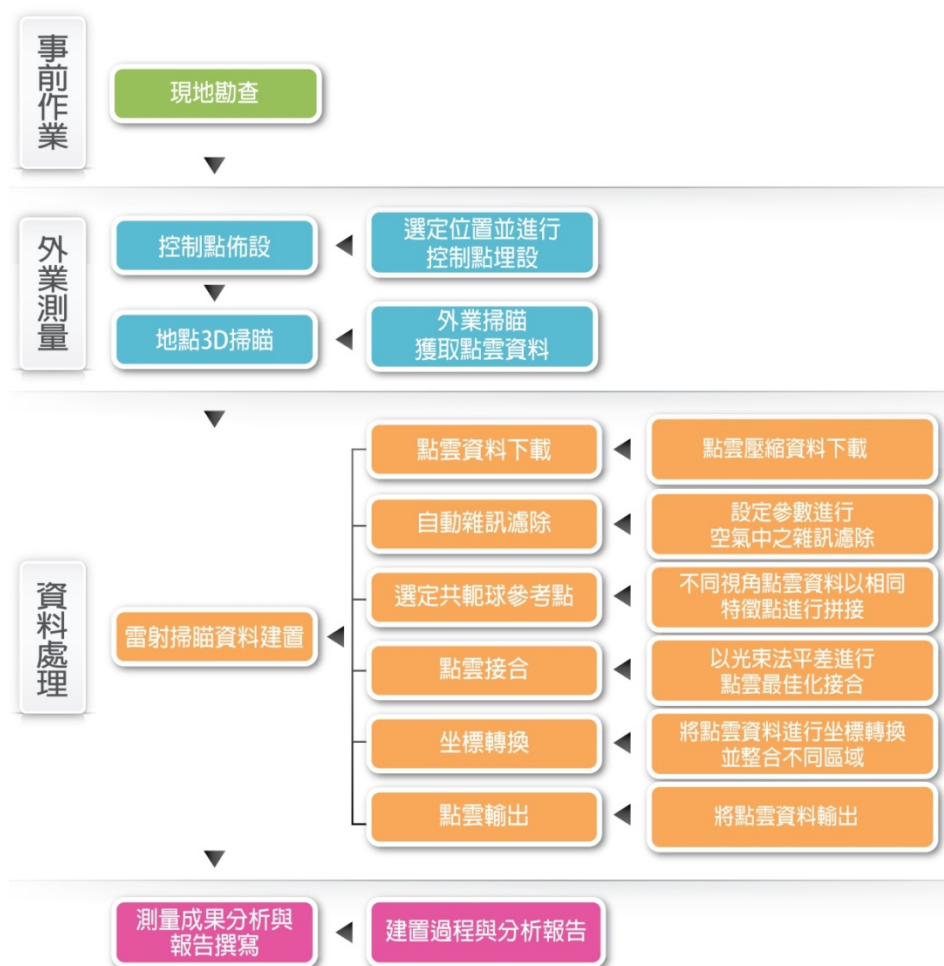 事前作業
現地勘查
外業測量
控制點佈設
選定位置並進行
控制點埋設
地點3D掃瞄
外業掃瞄
獲取點雲資料
資料處理
雷射掃瞄資料建置
點雲資料下載
點雲壓縮資料下載
自動雜訊濾除
設定參數進行
空氣中之雜訊濾除
選定共軛球參考點
不同視角點雲資料以相同
特徵點進行拼接
點雲接合
以光束法平差進行
點雲最佳化接合
坐標轉換
將點雲資料進行坐標轉換
並整合不同區域
點雲輸出
將點雲資料輸出
測量成果分析與
報告撰寫
建置過程與分析報告